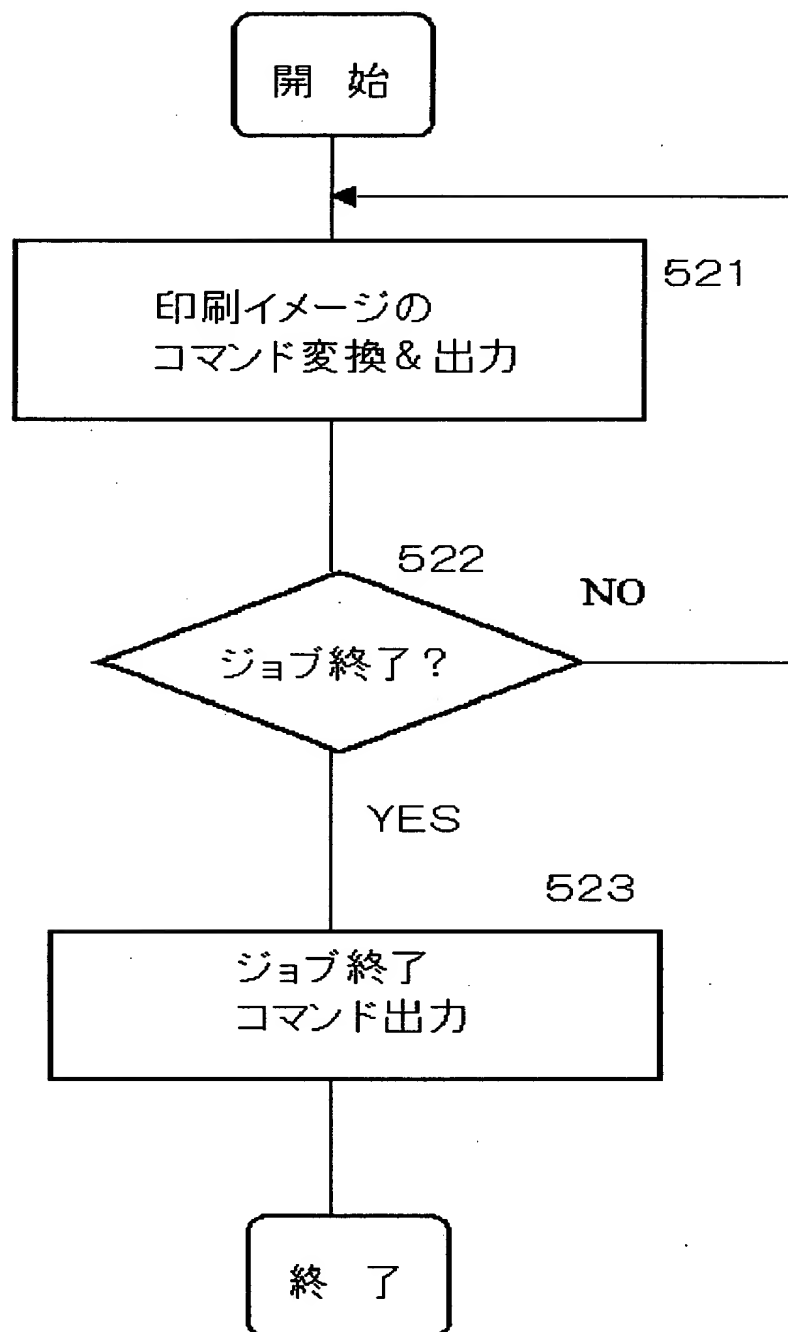 開 始
521
印刷イメージの
コマンド変換&出力
522
NO
ジョブ終了?
YES
523
ジョブ終了
コマンド出力
終 了